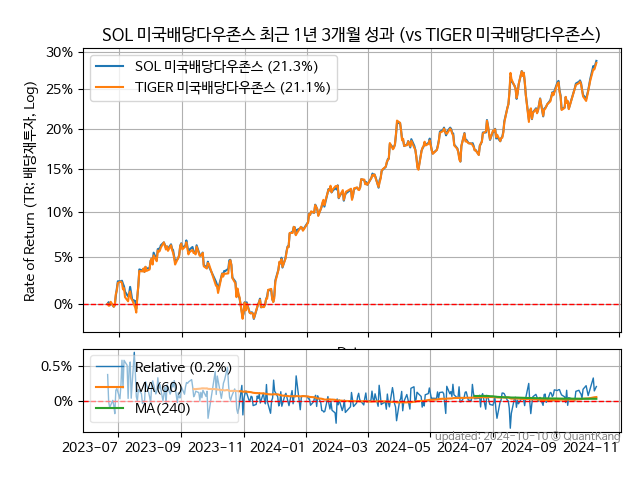 SOL 미국배당다우존스 최근 1년 3개월 성과 (vs TIGER 미국배당다우존스)
Rate of Return (TR: 배당재투자, Log)
30%
25%
20%
15%
10%
5%
0%
SOL 미국배당다우존스 (21.3%)
TIGER 미국배당다우존스 (21.1%)
0.5%
0%
Relative (0.2%)
MA(60)
MA(240)
updated: 2024-10-10 @ QuantKang
2023-07 2023-09 2023-11 2024-01 2024-03 2024-05 2024-07 2024-09 2024-11